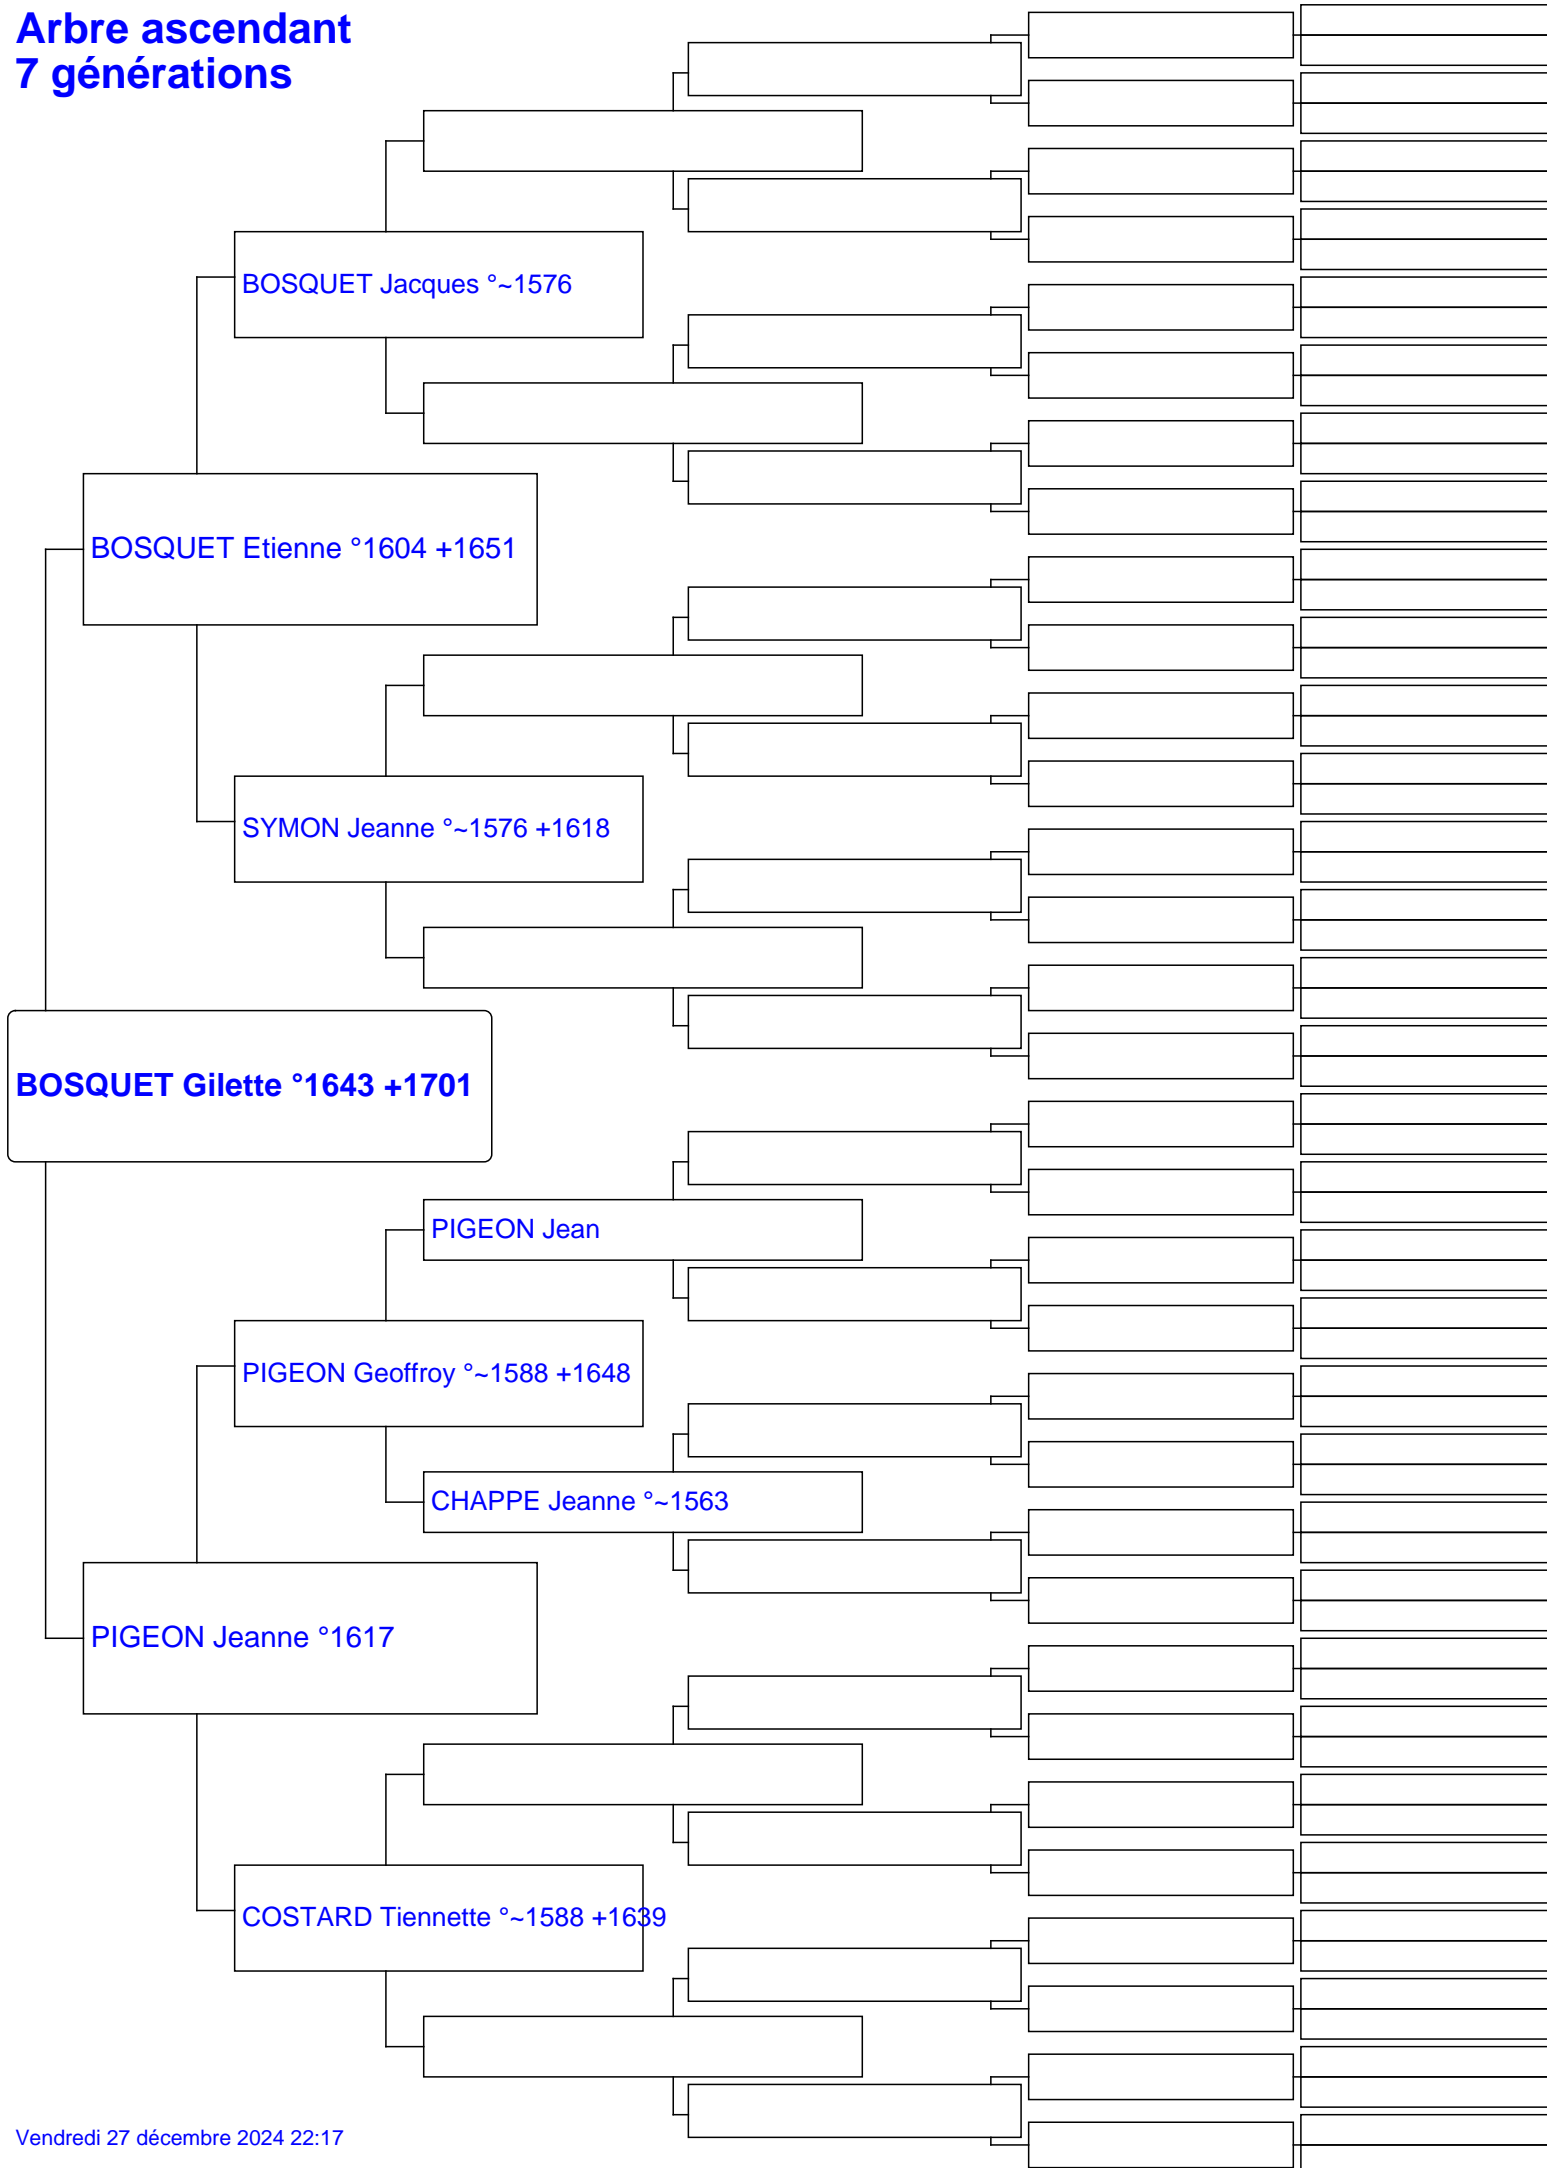 Arbre ascendant
7 générations
BOSQUET Jacques °~1576
BOSQUET Etienne °1604 +1651
SYMON Jeanne °~1576 +1618
BOSQUET Gilette °1643 +1701
PIGEON Jean
PIGEON Geoffroy °~1588 +1648
CHAPPE Jeanne °~1563
PIGEON Jeanne °1617
COSTARD Tiennette °~1588 +1639
Vendredi 27 décembre 2024 22:17